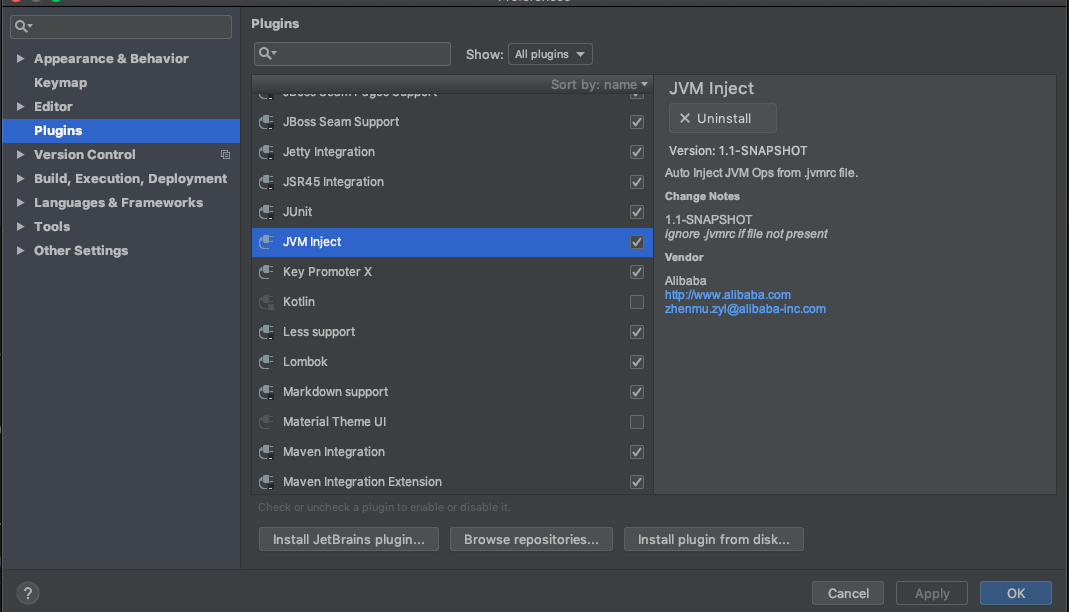 Preferences
Appearance & Behavior
Keymap
Editor
Plugins
Version Control
Build, Execution, Deployment
Languages & Frameworks
Tools
Other Settings
Plugins
Show: All plugins
Sort by: name
JBoss Seam Pages Support
JBoss Seam Support
Jetty Integration
JSR45 Integration
JUnit
JVM Inject
Key Promoter X
Kotlin
Less support
Lombok
Markdown support
Material Theme UI
Maven Integration
Maven Integration Extension
Check or uncheck a plugin to enable or disable it.
Install JetBrains plugin...
Browse repositories...
Install plugin from disk...
JVM Inject
Uninstall
Version: 1.1-SNAPSHOT
Auto Inject JVM Ops from .jvmrc file.
Change Notes
1.1-SNAPSHOT
ignore .jvmrc if file not present
Vendor
Alibaba
http://www.alibaba.com
zhenmu.zyl@alibaba-inc.com
?
Cancel
Apply
OK